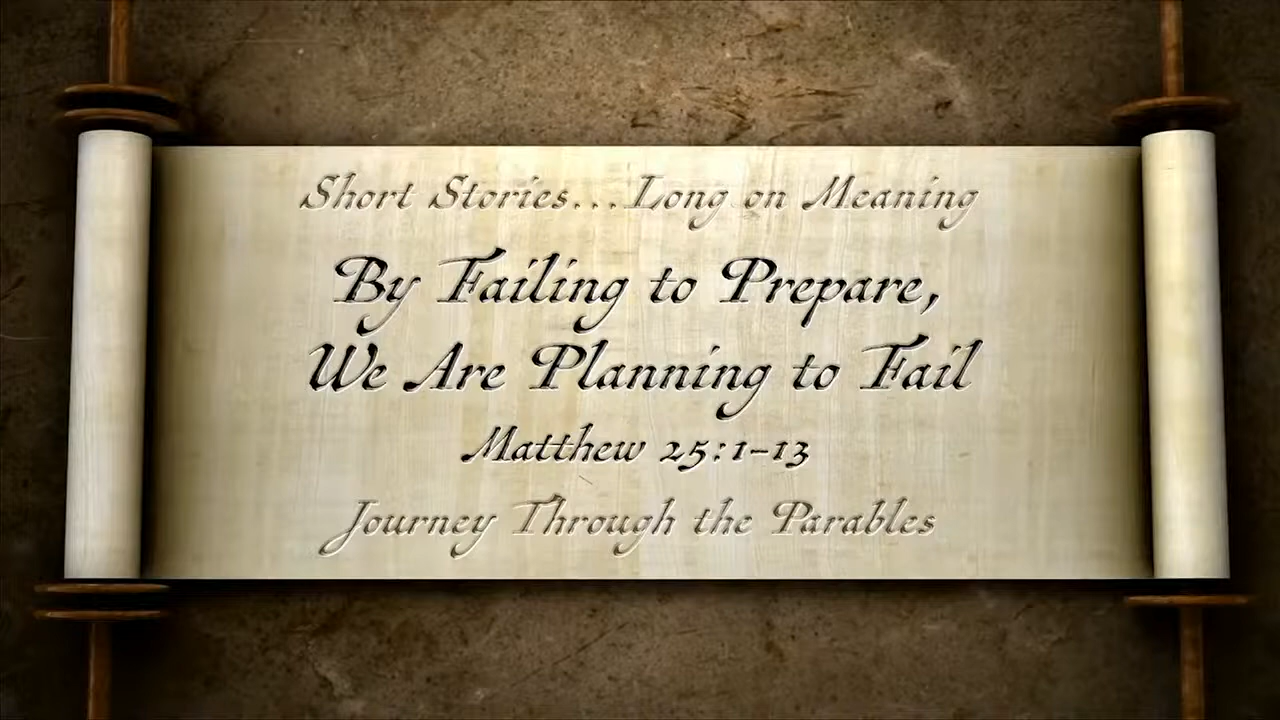 Short Stories...Long on Meaning
By Failing to Prepare,
We Are Planning to Fail
Matthew 25:1-13
Journey Through the Parables